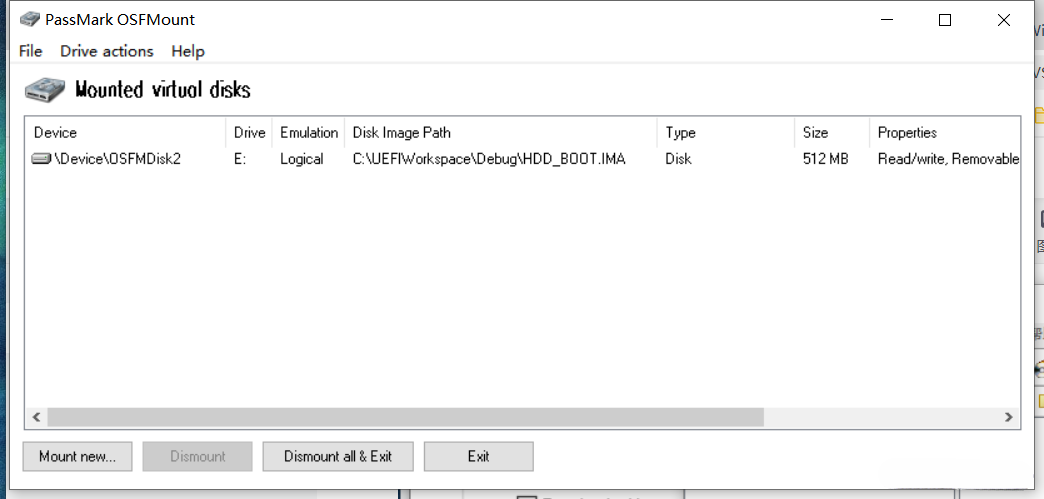 PassMark OSFMount
File Drive actions Help
Mounted virtual disks
Device Drive Emulation Disk Image Path Type Size Properties
\Device\OSFMDisk2 E: Logical C:\UEFIWorkspace\Debug\HDD_BOOT.IMA Disk 512 MB Read/write, Removable
Mount new... Dismount Dismount all & Exit Exit